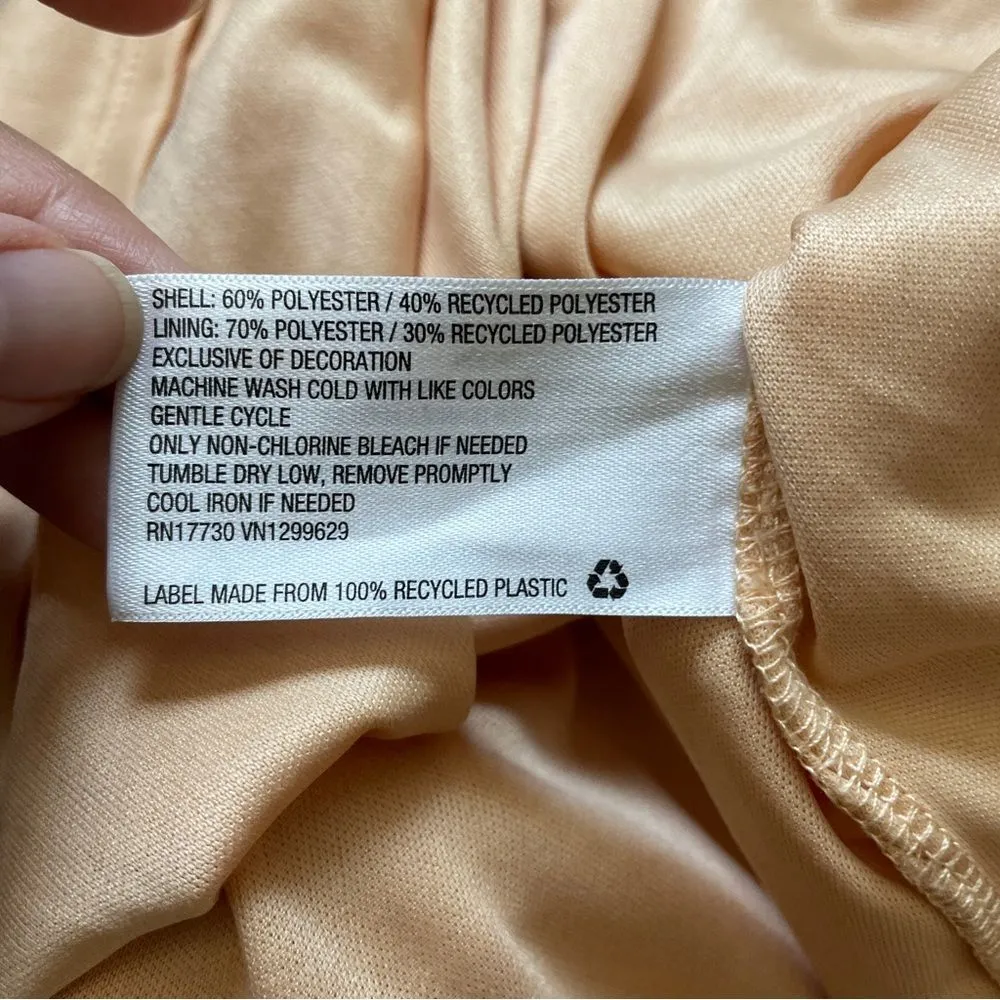 SHELL: 60% POLYESTER / 40% RECYCLED POLYESTER
LINING: 70% POLYESTER / 30% RECYCLED POLYESTER
EXCLUSIVE OF DECORATION
MACHINE WASH COLD WITH LIKE COLORS
GENTLE CYCLE
ONLY NON-CHLORINE BLEACH IF NEEDED
TUMBLE DRY LOW, REMOVE PROMPTLY
COOL IRON IF NEEDED
RN17730 VN1299629
LABEL MADE FROM 100% RECYCLED PLASTIC